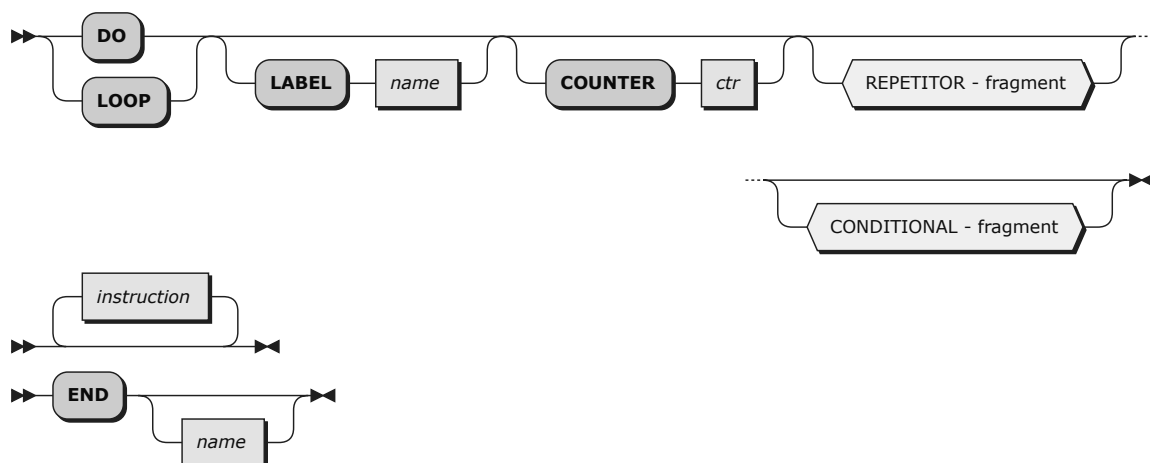 DO
LOOP
LABEL name
COUNTER ctr
REPETITOR - fragment
CONDITIONAL - fragment
instruction
END
name